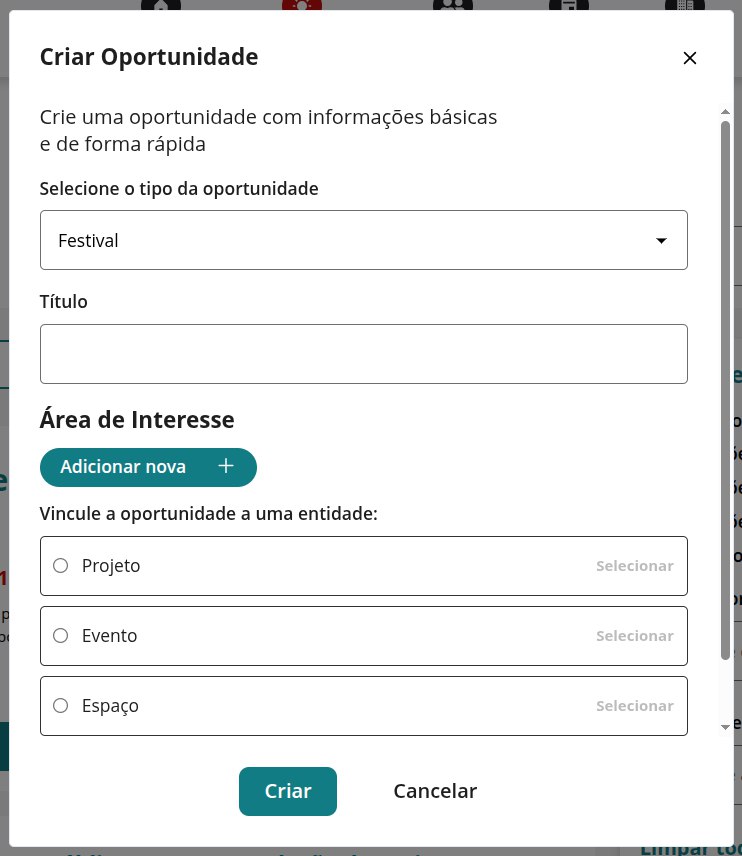 Criar Oportunidade
Crie uma oportunidade com informações básicas
e de forma rápida
Selecione o tipo da oportunidade
Festival
Título
Área de Interesse
Adicionar nova
Vincule a oportunidade a uma entidade:
Projeto Selecionar
Evento Selecionar
Espaço Selecionar
Criar Cancelar